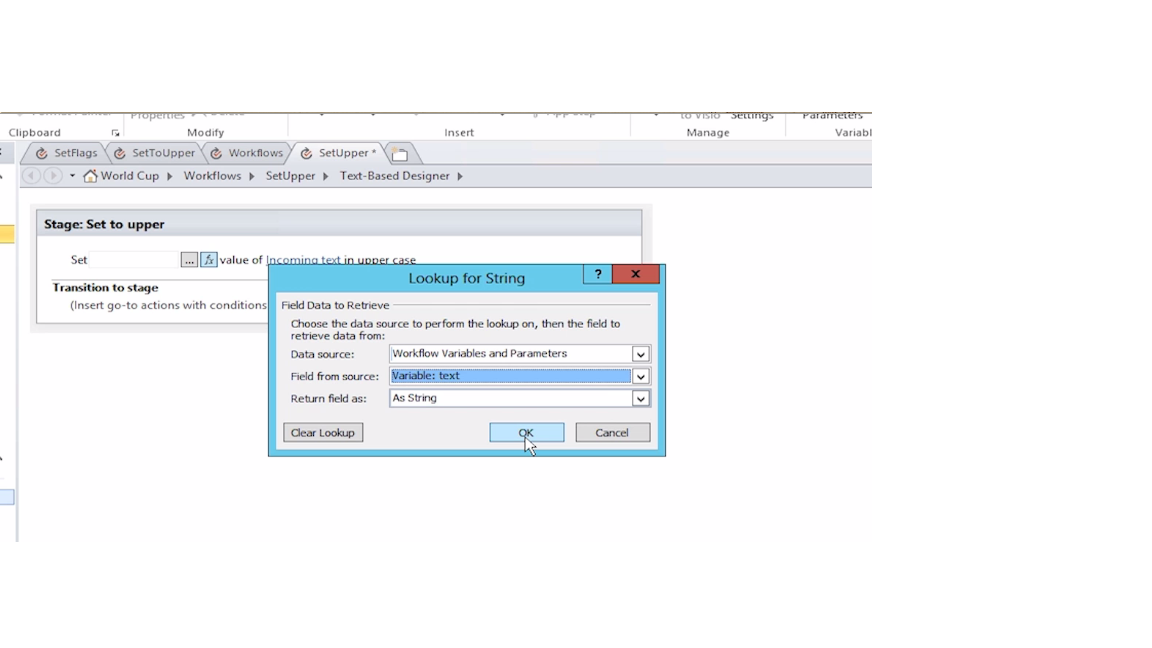 Properties
to Visio Settings Parameters
Clipboard Modify Insert Manage
SetFlags SetToUpper Workflows SetUpper *
World Cup Workflows SetUpper Text-Based Designer
Stage: Set to upper
Set ... fx value of Incoming text in upper case
Transition to stage
(Insert go-to actions with conditions
Lookup for String ? x
Field Data to Retrieve
Choose the data source to perform the lookup on, then the field to
retrieve data from:
Data source: Workflow Variables and Parameters
Field from source: Variable: text
Return field as: As String
Clear Lookup OK Cancel